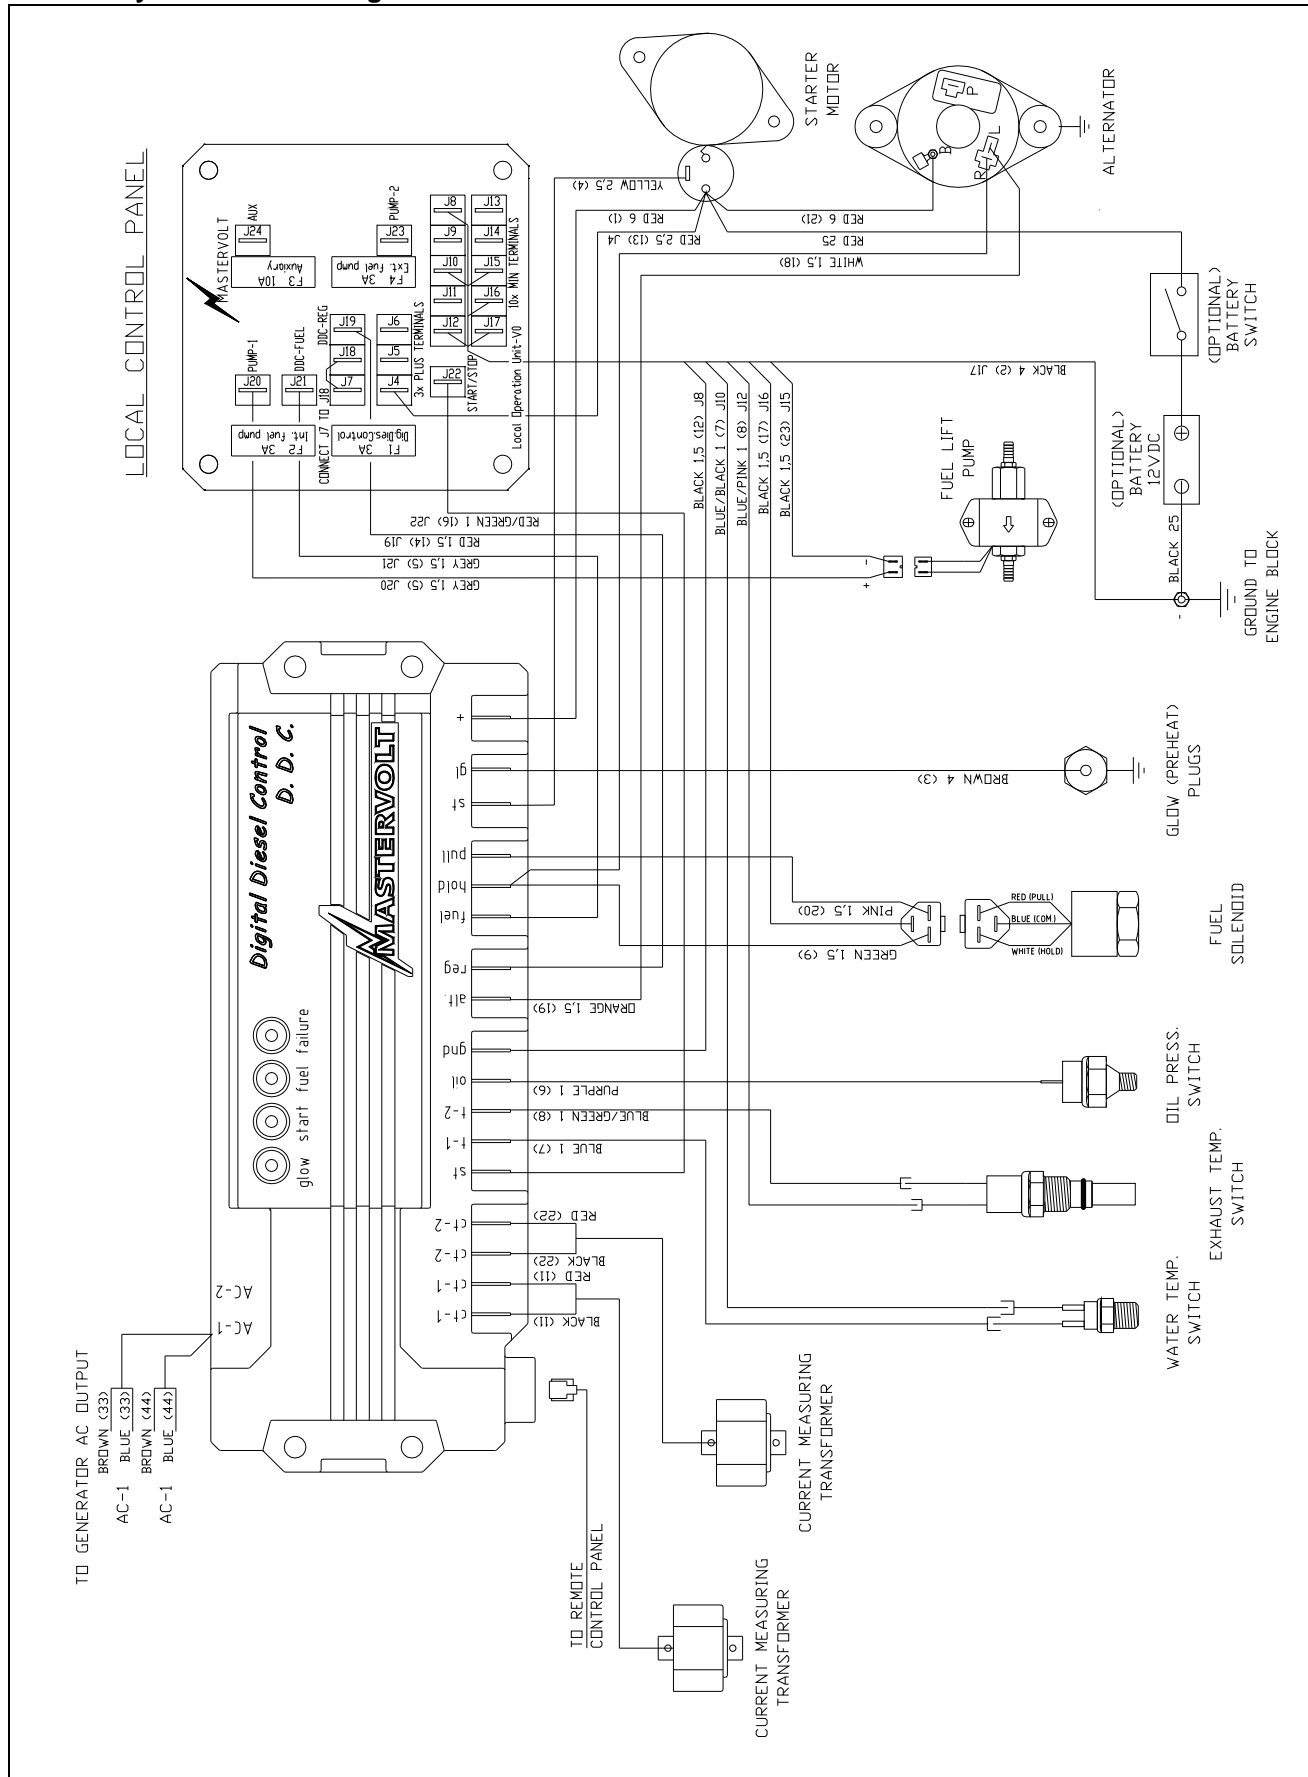 LOCAL CONTROL PANEL
MASTERVOLT
J24
AUX
J23
PUMP-2
F3 10A
Auxiliary
F4 3A
Ext. Fuel pump
J8
J13
J9
J14
J10
J15
J11
J16
J12
J17
10x MIN TERMINALS
J20
PUMP-1
J21
DDC-FUEL
J19
DDC-REG
J18
J7
J6
J5
J4
3x PLUS TERMINALS
J22
START/STOP
Local Operation Unit-V0
CONNECT J7 TO J18
F2 3A
Int. Fuel pump
F1 3A
Dig.Dies.Control
STARTER
MOTOR
ALTERNATOR
P
B
R
L
YELLOW 2,5 (4)
RED 6 (1)
RED 2,5 (13) J4
RED 6 (21)
RED 25
WHITE 1,5 (18)
BLACK 4 (2) J17
(OPTIONAL)
BATTERY
SWITCH
(OPTIONAL)
BATTERY
12VDC
BLACK 25
-
GROUND TO
ENGINE BLOCK
BLACK 1,5 (12) J8
BLUE/BLACK 1 (7) J10
BLUE/PINK 1 (8) J12
BLACK 1,5 (17) J16
BLACK 1,5 (23) J15
FUEL LIFT
PUMP
-
+
RED/GREEN 1 (16) J22
RED 1,5 (14) J19
GREY 1,5 (5) J21
GREY 1,5 (5) J20
Digital Diesel Control
D. D. C.
MASTERVOLT
glow start fuel failure
+
gl
st
pull
hold
fuel
reg
alt.
gnd
oil
t-2
t-1
st
ct-2
ct-2
ct-1
ct-1
AC-2
AC-1
BROWN 4 (3)
GLOW (PREHEAT)
PLUGS
PINK 1,5 (20)
GREEN 1,5 (9)
RED (PULL)
BLUE (COM.)
WHITE (HOLD)
FUEL
SOLENOID
ORANGE 1,5 (19)
PURPLE 1 (6)
BLUE/GREEN 1 (8)
BLUE 1 (7)
RED (22)
BLACK (22)
RED (11)
BLACK (11)
OIL PRESS.
SWITCH
EXHAUST TEMP.
SWITCH
WATER TEMP.
SWITCH
TO GENERATOR AC OUTPUT
BROWN (33)
AC-1 BLUE (33)
BROWN (44)
AC-1 BLUE (44)
TO REMOTE
CONTROL PANEL
CURRENT MEASURING
TRANSFORMER
CURRENT MEASURING
TRANSFORMER